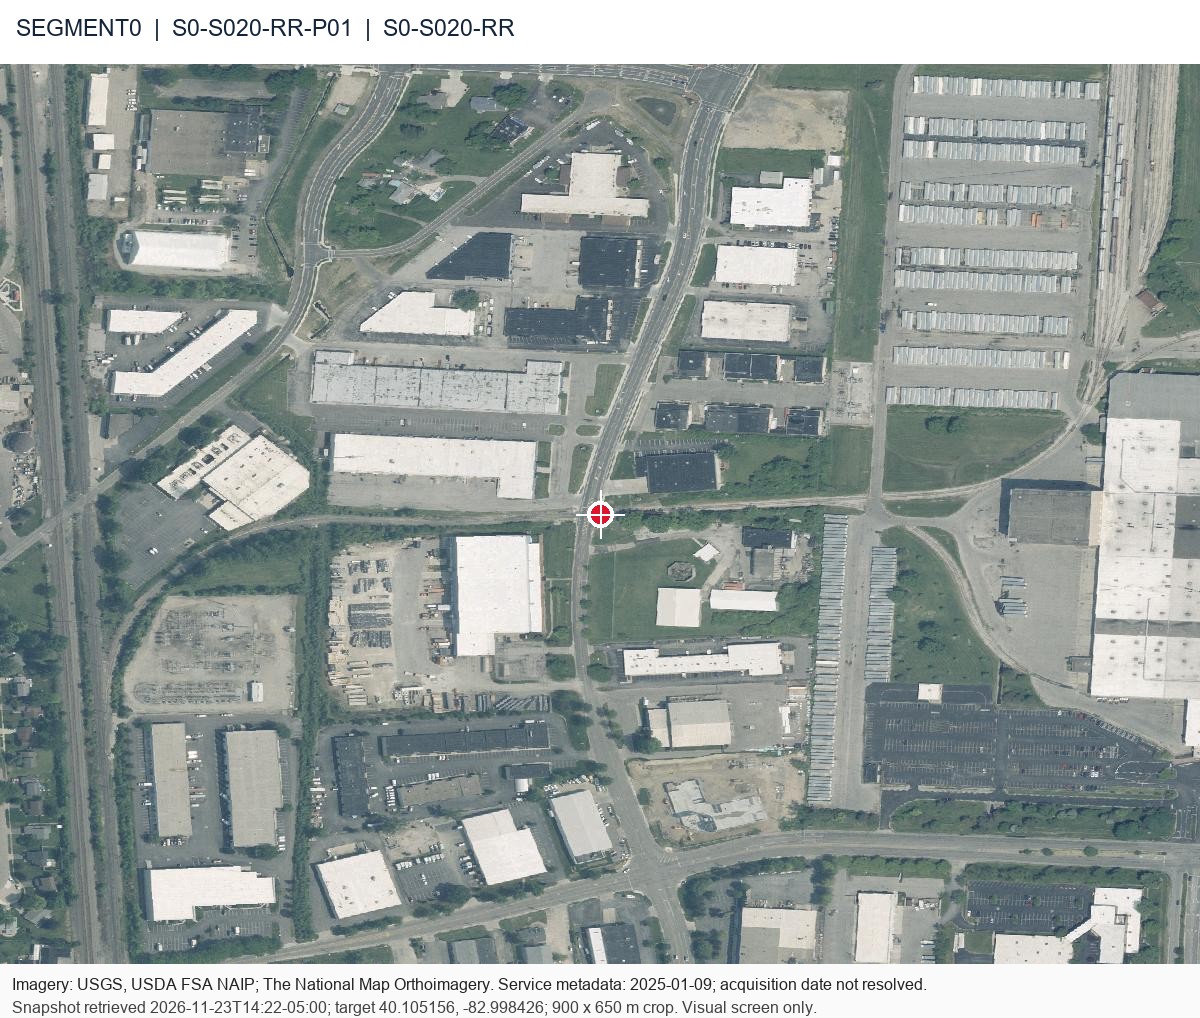 SEGMENT0 | S0-S020-RR-P01 | S0-S020-RR
Imagery: USGS, USDA FSA NAIP; The National Map Orthoimagery. Service metadata: 2025-01-09; acquisition date not resolved.
Snapshot retrieved 2026-11-23T14:22-05:00; target 40.105156, -82.998426; 900 x 650 m crop. Visual screen only.